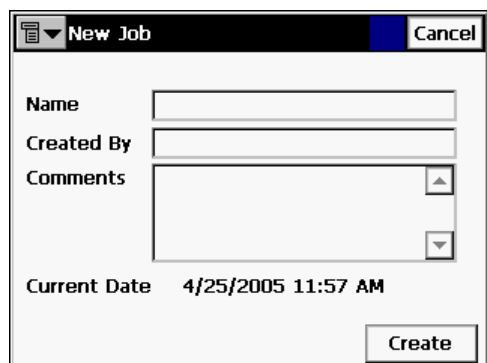 New Job Cancel
Name
Created By
Comments
Current Date 4/25/2005 11:57 AM
Create